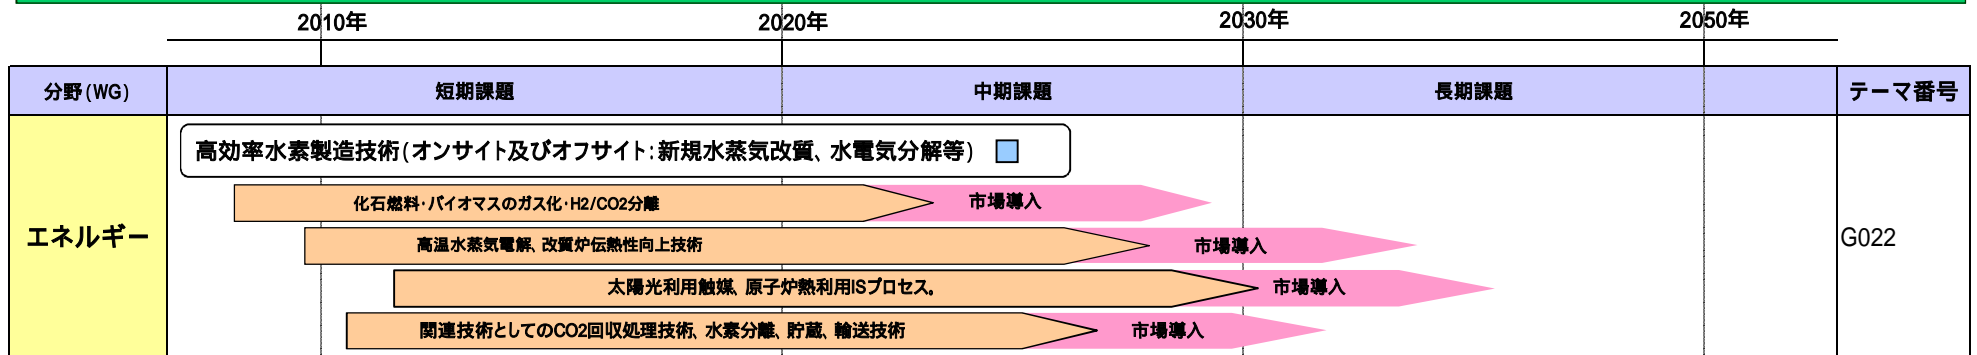 2010年 2020年 2030年 2050年
分野(WG) 短期課題 中期課題 長期課題 テーマ番号
高効率水素製造技術(オンサイト及びオフサイト:新規水蒸気改質、水電気分解等)
化石燃料・バイオマスのガス化・H2/CO2分離 市場導入
エネルギー
高温水蒸気電解、改質炉伝熱性向上技術 市場導入
G022
太陽光利用触媒、原子炉熱利用ISプロセス。 市場導入
関連技術としてのCO2回収処理技術、水素分離、貯蔵、輸送技術 市場導入